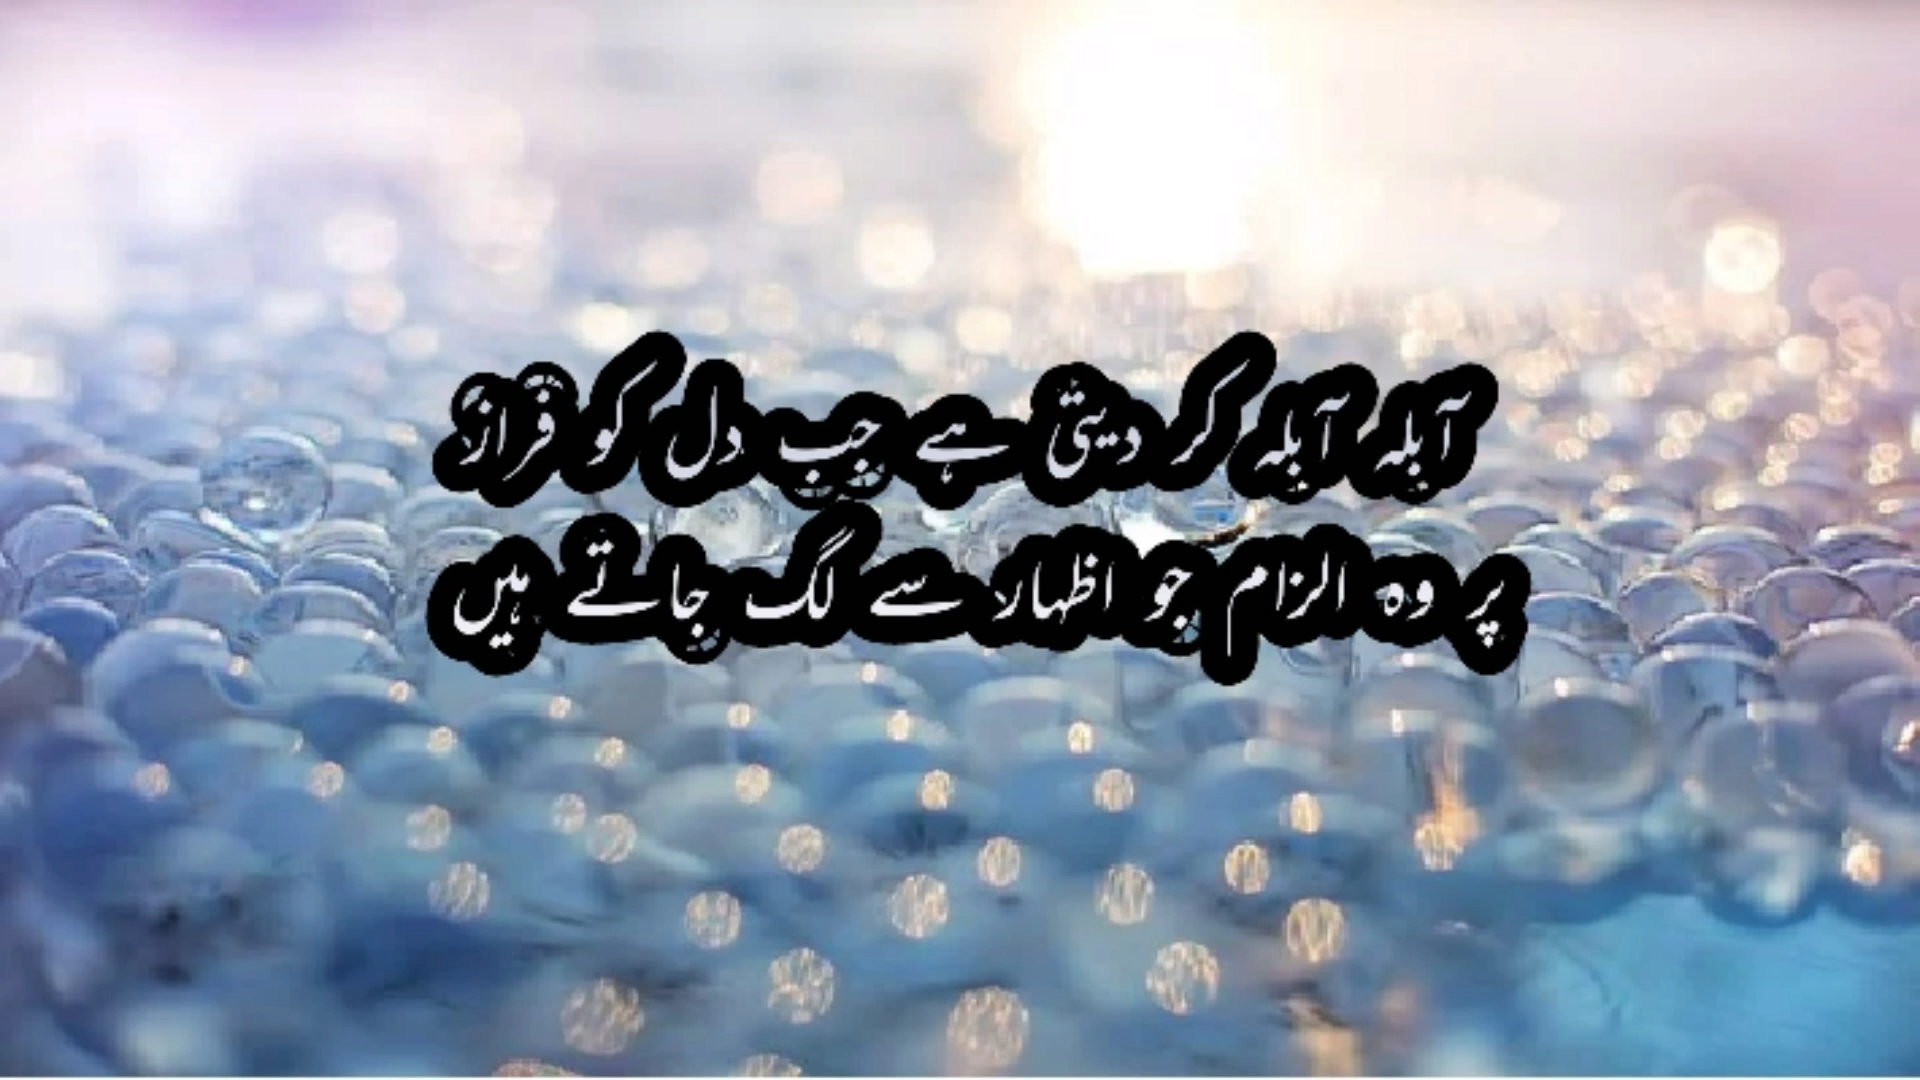 آبلہ آبلہ کر دیتی ہے جب دل کو فراز
پر وہ الزام جو اظہار سے لگ جاتے ہیں